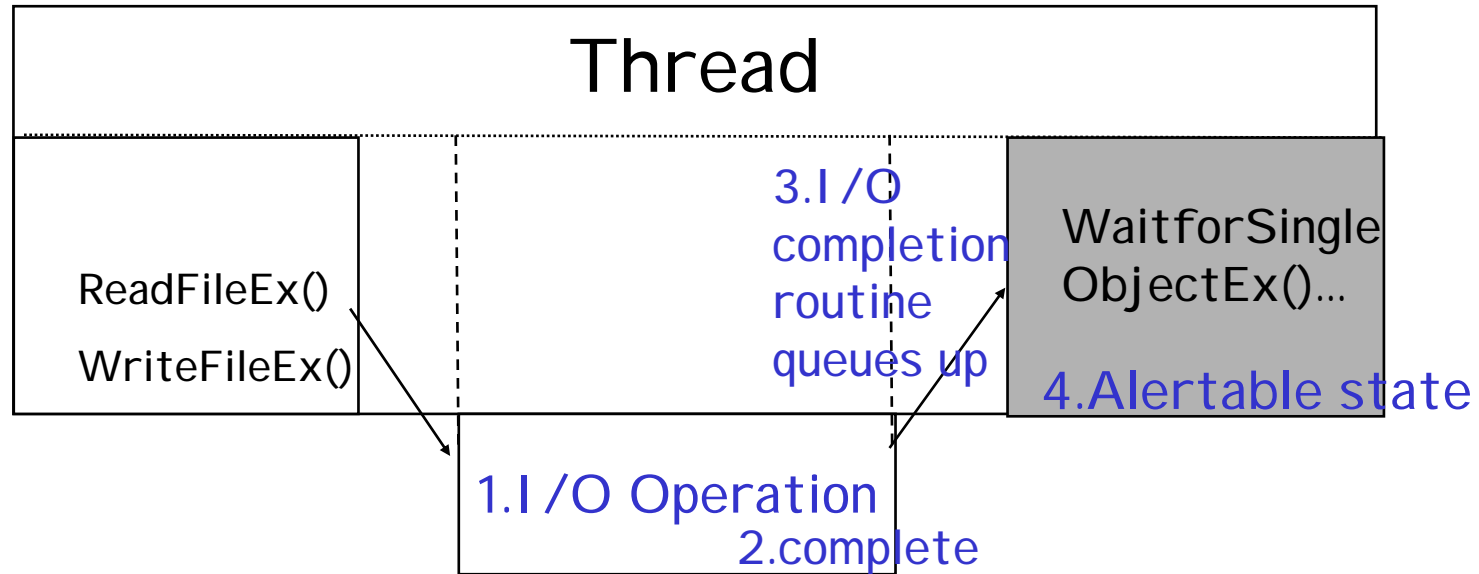 Thread
ReadFileEx()
WriteFileEx()
3.I/O
completion
routine
queues up
WaitforSingle
ObjectEx()...
4.Alertable state
1.I/O Operation
2.complete